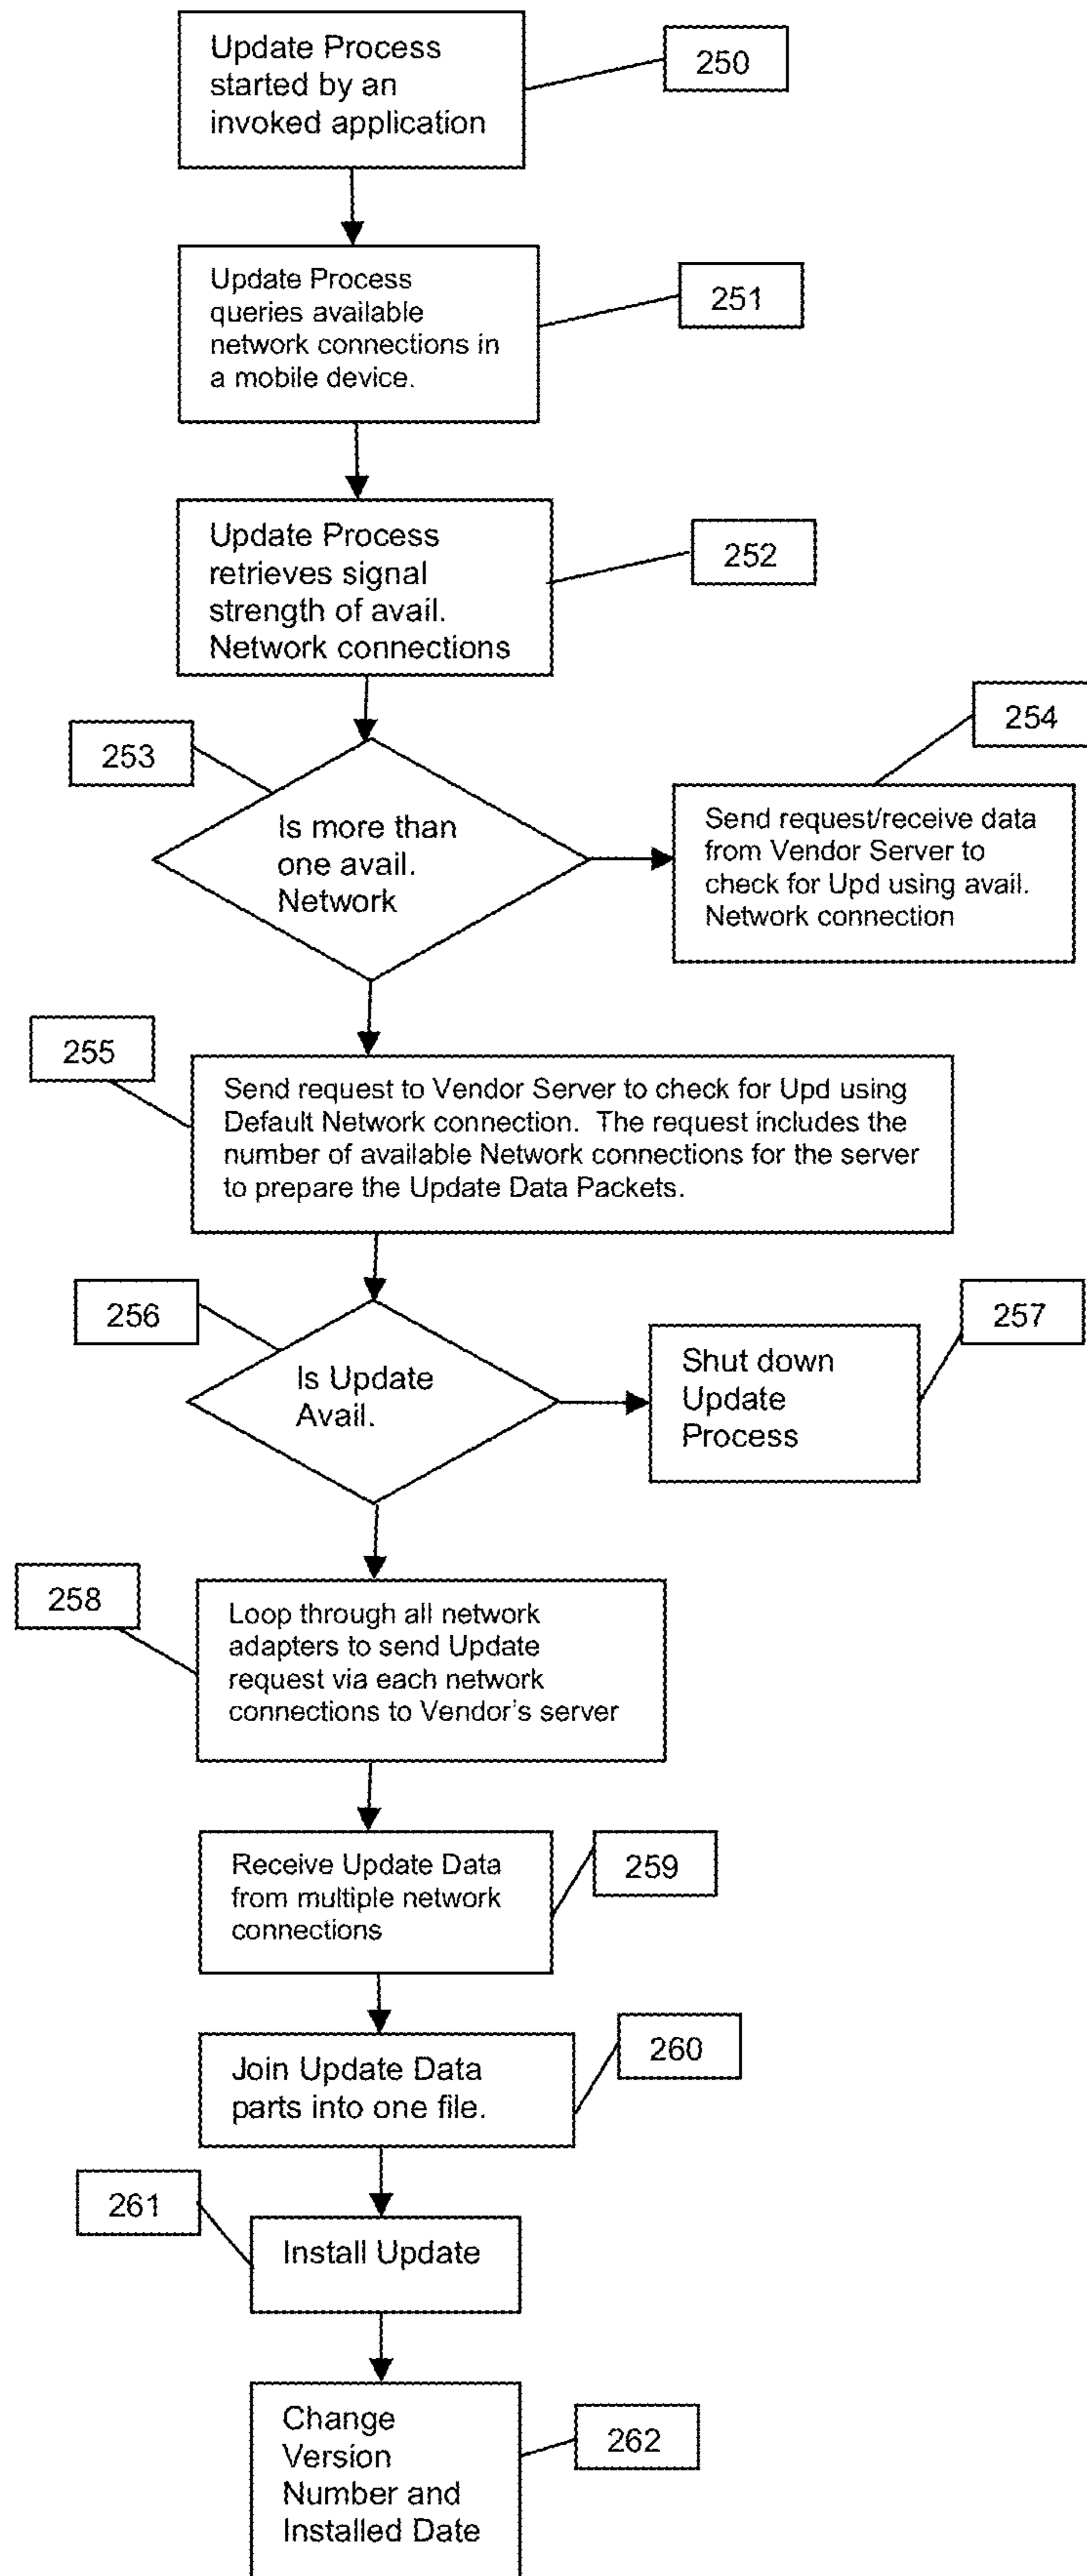 Update Process
started by an
invoked application
250
Update Process
queries available
network connections in
a mobile device.
251
Update Process
retrieves signal
strength of avail.
Network connections
252
253
Is more than
one avail.
Network
254
Send request/receive data
from Vendor Server to
check for Upd using avail.
Network connection
255
Send request to Vendor Server to check for Upd using
Default Network connection. The request includes the
number of available Network connections for the server
to prepare the Update Data Packets.
256
Is Update
Avail.
257
Shut down
Update
Process
258
Loop through all network
adapters to send Update
request via each network
connections to Vendor's server
Receive Update Data
from multiple network
connections
259
Join Update Data
parts into one file.
260
261
Install Update
Change
Version
Number and
Installed Date
262